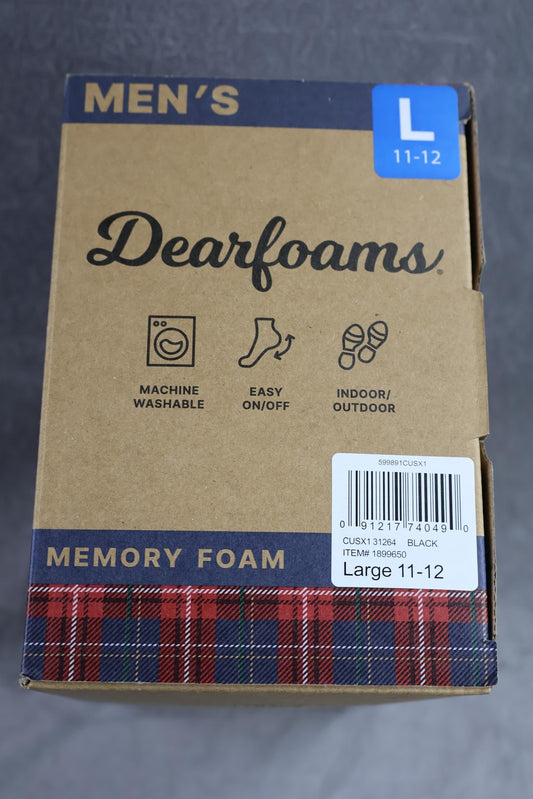 MEN'S
L
11-12
Dearfoams®
MACHINE
WASHABLE
EASY
ON/OFF
INDOOR/
OUTDOOR
599891CUSX1
0 91217 74049 0
CUSX1 31264 BLACK
ITEM# 1899650
Large 11-12
MEMORY FOAM